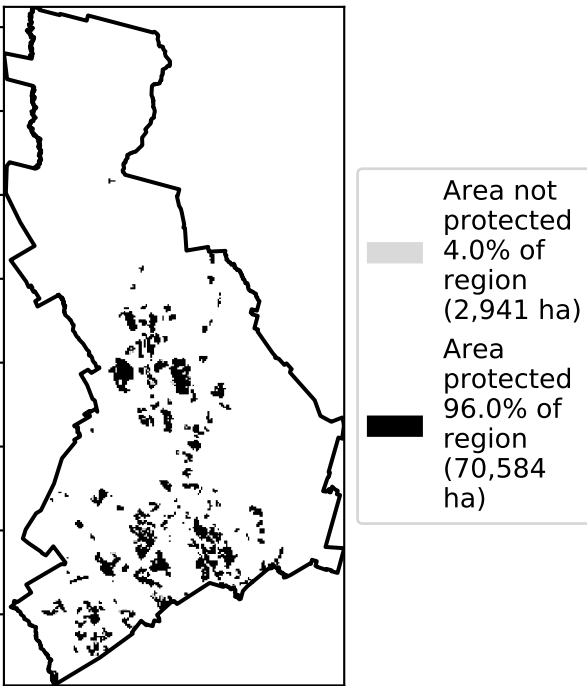 Area not
protected
4.0% of
region
(2,941 ha)
Area
protected
96.0% of
region
(70,584
ha)